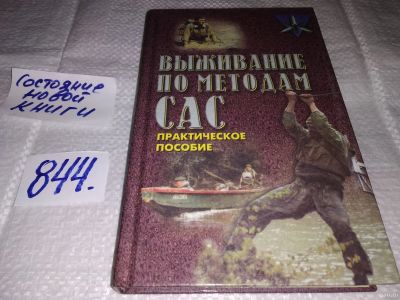 Состояние
новой
книги
844.
ВЫЖИВАНИЕ
ПО МЕТОДАМ
САС
ПРАКТИЧЕСКОЕ
ПОСОБИЕ